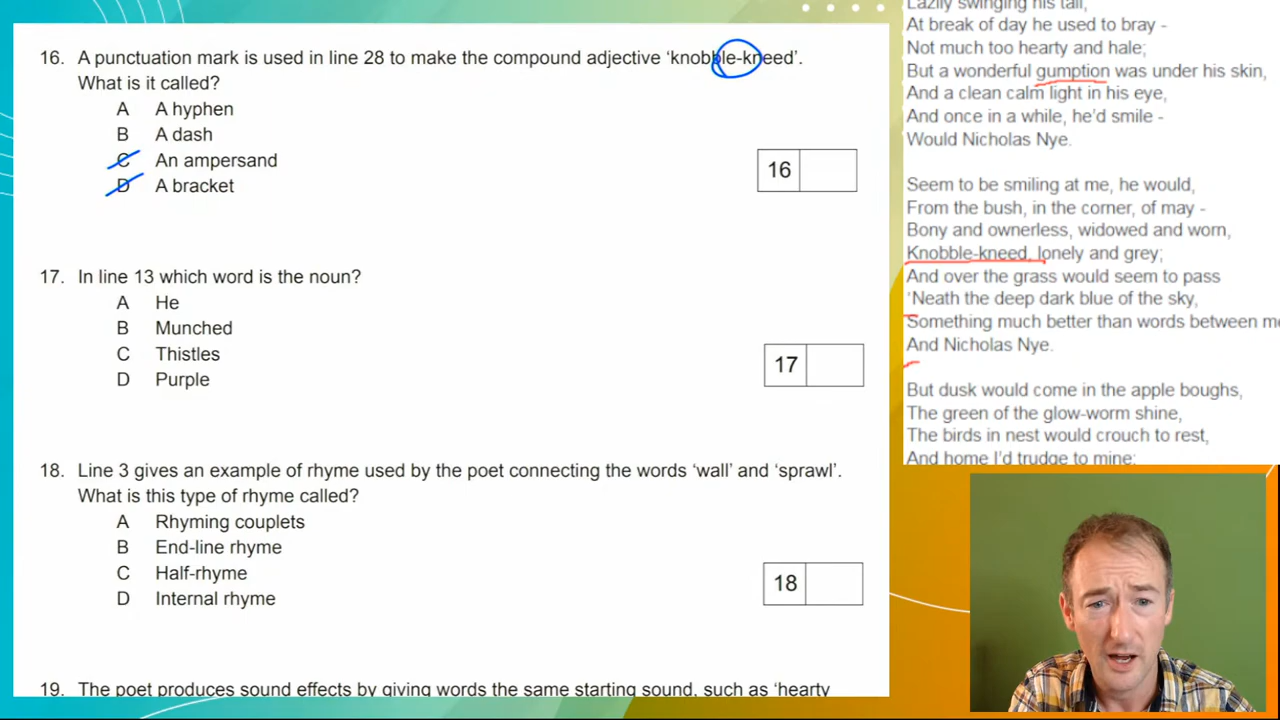 16. A punctuation mark is used in line 28 to make the compound adjective ‘knobble-kneed’.
What is it called?
A A hyphen
B A dash
C An ampersand
D A bracket
16
17. In line 13 which word is the noun?
A He
B Munched
C Thistles
D Purple
17
18. Line 3 gives an example of rhyme used by the poet connecting the words ‘wall’ and ‘sprawl’.
What is this type of rhyme called?
A Rhyming couplets
B End-line rhyme
C Half-rhyme
D Internal rhyme
18
19. The poet produces sound effects by giving words the same starting sound, such as ‘hearty
Lazily swinging his tail,
At break of day he used to bray -
Not much too hearty and hale;
But a wonderful gumption was under his skin,
And a clean calm light in his eye,
And once in a while, he’d smile -
Would Nicholas Nye.
Seem to be smiling at me, he would,
From the bush, in the corner, of may -
Bony and ownerless, widowed and worn,
Knobble-kneed, lonely and grey;
And over the grass would seem to pass
‘Neath the deep dark blue of the sky,
Something much better than words between
And Nicholas Nye.
But dusk would come in the apple boughs,
The green of the glow-worm shine,
The birds in nest would crouch to rest,
And home I’d trudge to mine;